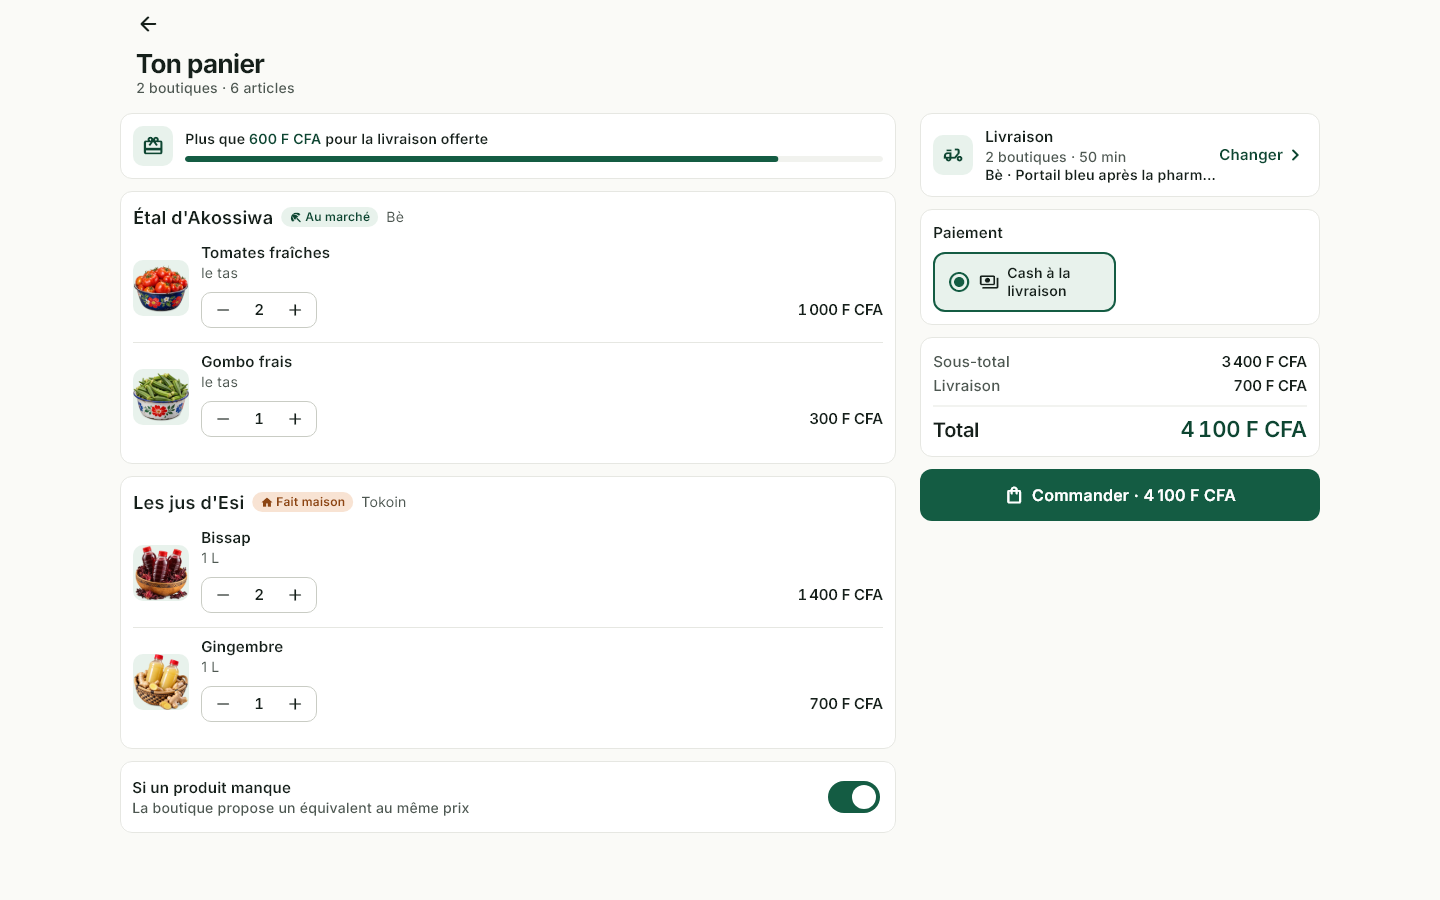 Ton panier
2 boutiques · 6 articles
Plus que 600 F CFA pour la livraison offerte
Étal d'Akossiwa Au marché Bè
Tomates fraîches
le tas
2
1 000 F CFA
Gombo frais
le tas
1
300 F CFA
Les jus d'Esi Fait maison Tokoin
Bissap
1 L
2
1 400 F CFA
Gingembre
1 L
1
700 F CFA
Si un produit manque
La boutique propose un équivalent au même prix
Livraison
2 boutiques · 50 min
Bè · Portail bleu après la pharm...
Changer
Paiement
Cash à la
livraison
Sous-total 3 400 F CFA
Livraison 700 F CFA
Total 4 100 F CFA
Commander · 4 100 F CFA